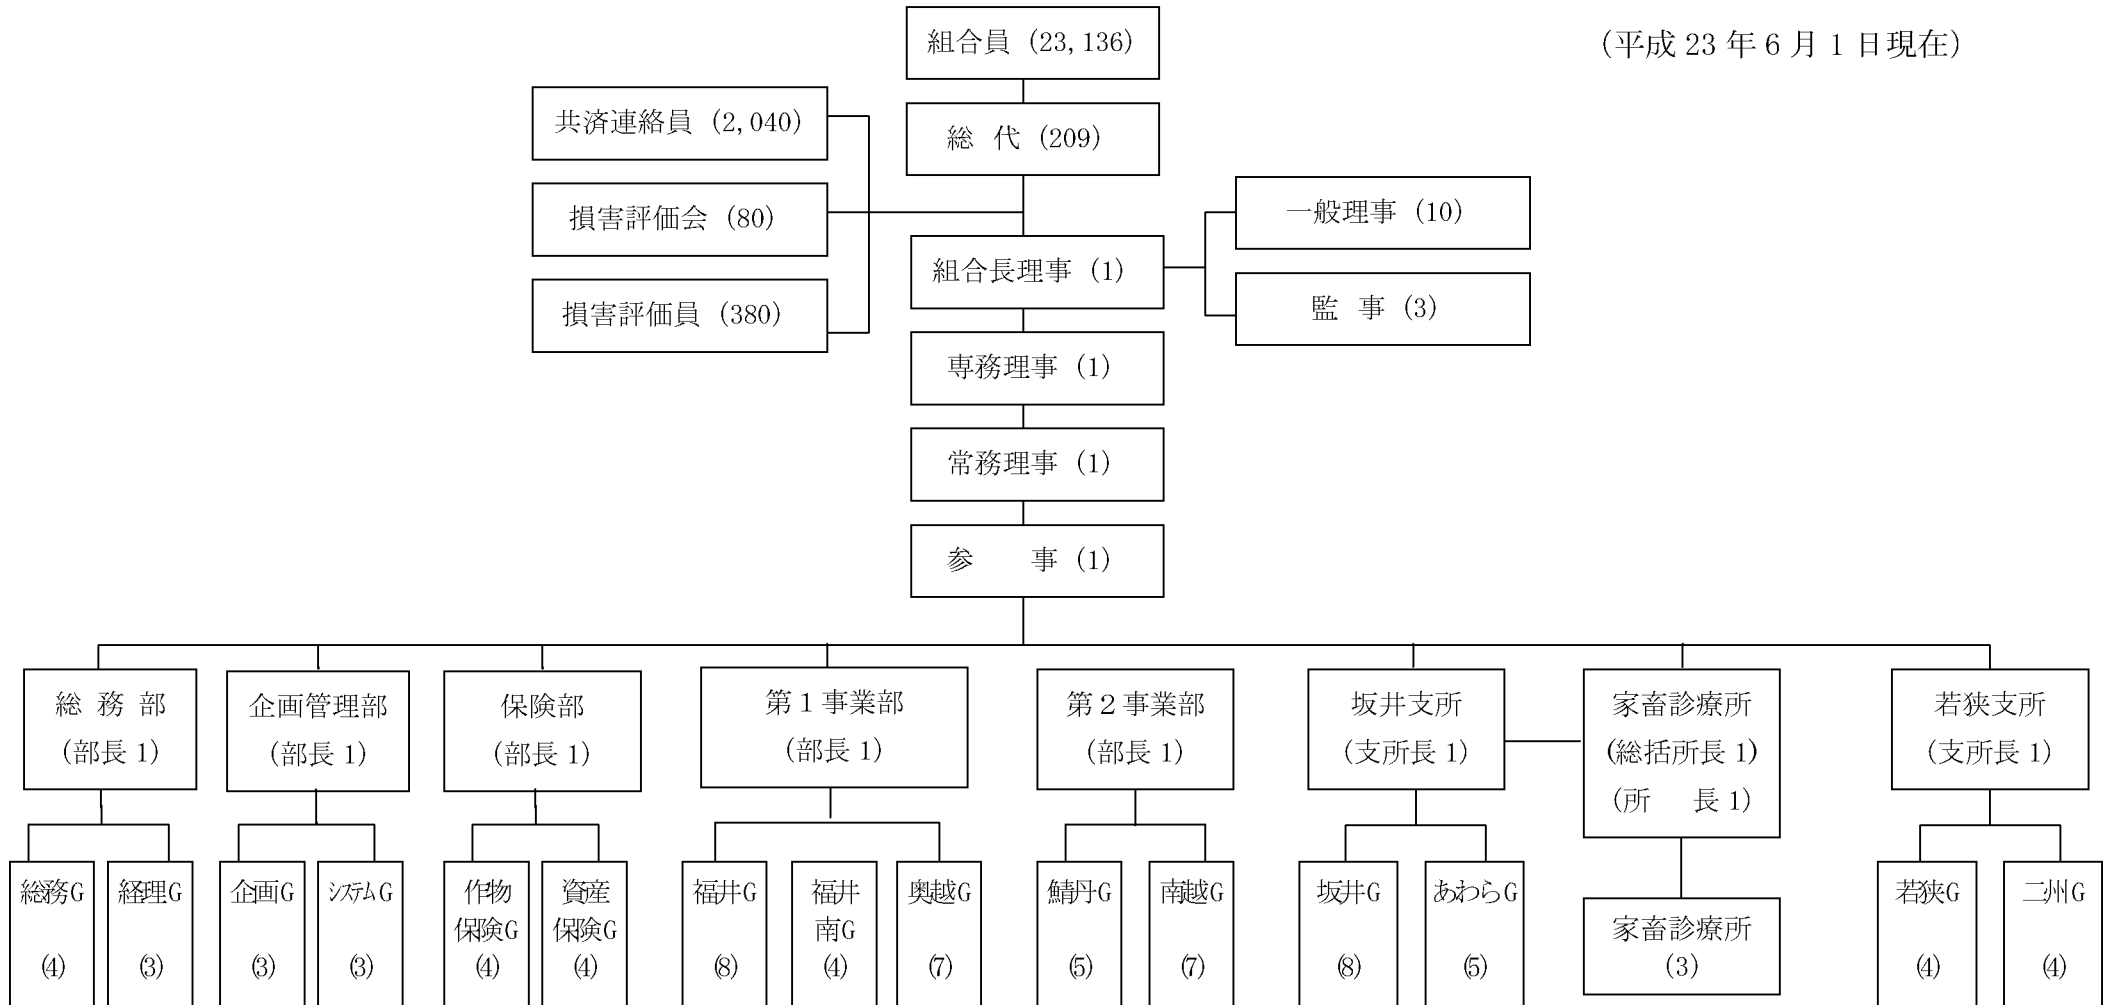 組合員 (23,136)
(平成 23 年 6 月 1 日現在)
共済連絡員 (2,040)
総 代 (209)
損害評価会 (80)
一般理事 (10)
組合長理事 (1)
損害評価員 (380)
監 事 (3)
専務理事 (1)
常務理事 (1)
参 事 (1)
総 務 部
(部長 1)
企画管理部
(部長 1)
保険部
(部長 1)
第１事業部
(部長 1)
第２事業部
(部長 1)
坂井支所
(支所長 1)
家畜診療所
(総括所長 1)
(所 長 1)
若狭支所
(支所長 1)
総務G
(4)
経理G
(3)
企画G
(3)
ｼｽﾃﾑG
(3)
作物
保険G
(4)
資産
保険G
(4)
福井G
(8)
福井
南G
(4)
奥越G
(7)
鯖丹G
(5)
南越G
(7)
坂井G
(8)
あわらG
(5)
家畜診療所
(3)
若狭G
(4)
二州G
(4)